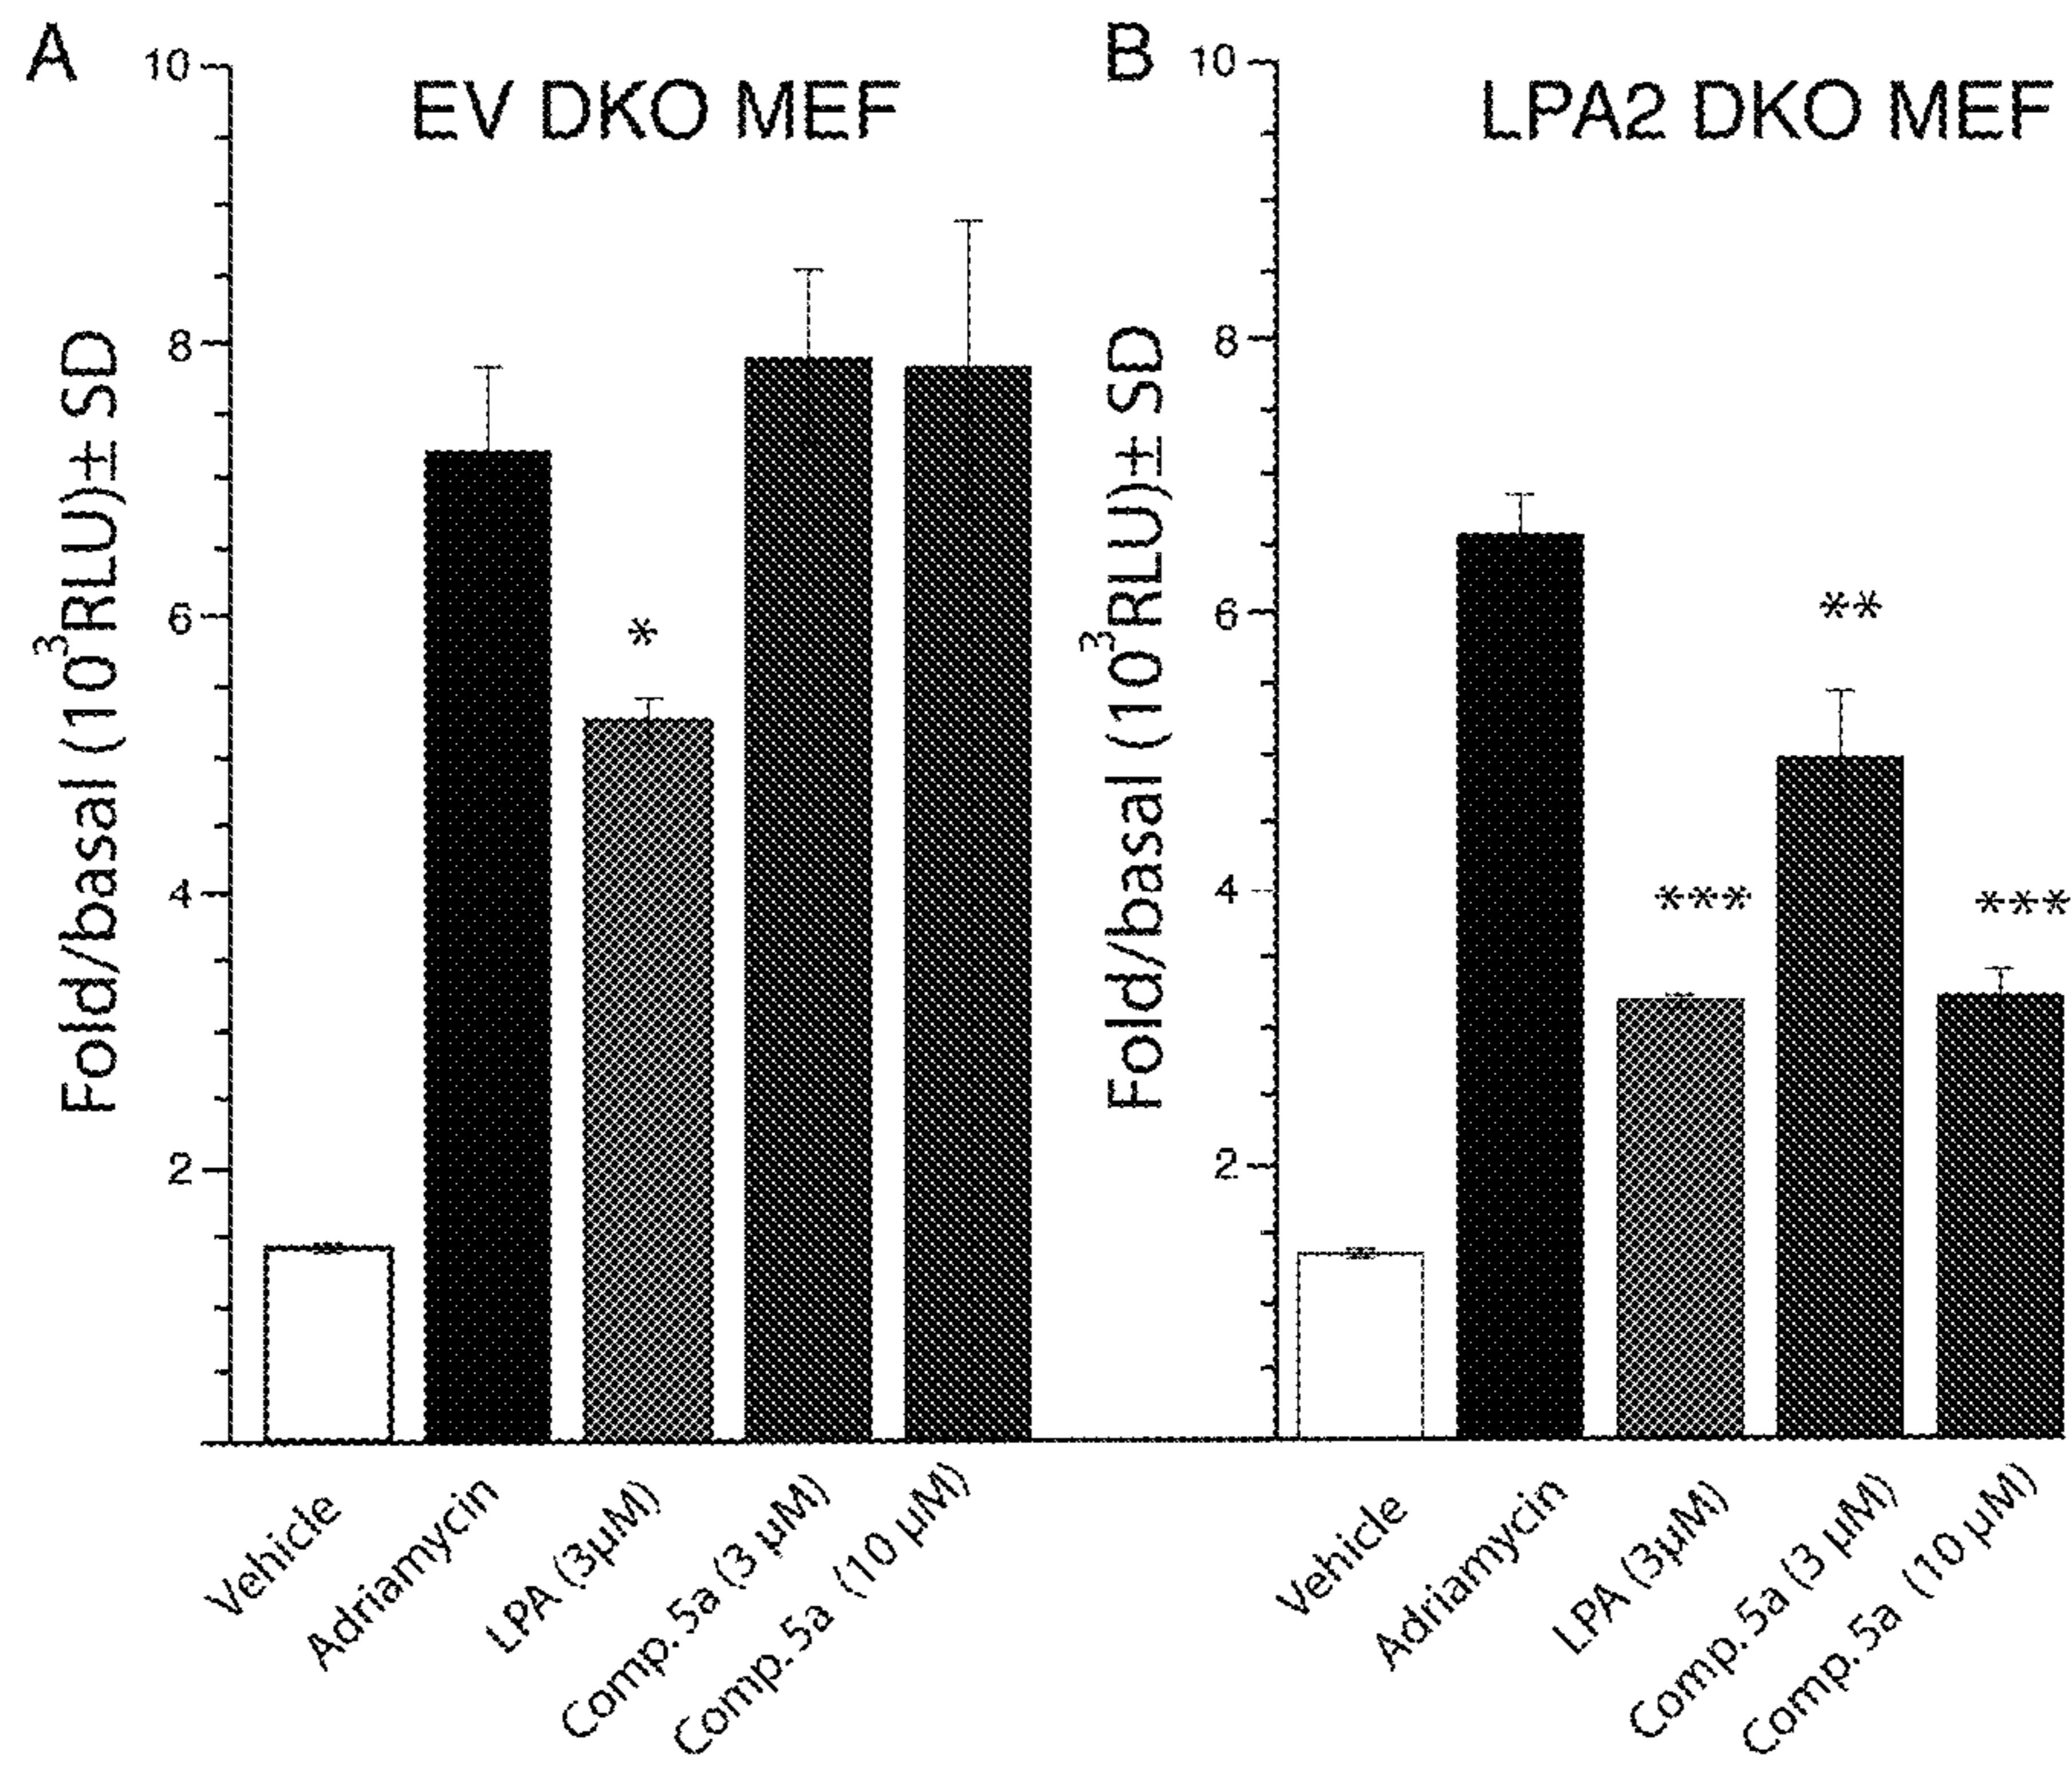 A
EV DKO MEF
Fold/basal (10³RLU)± SD
10
8
6
4
2
*
Vehicle
Adriamycin
LPA (3µM)
Comp. 5a (3 µM)
Comp. 5a (10 µM)
B
LPA2 DKO MEF
Fold/basal (10³RLU)± SD
10
8
6
4
2
***
**
***
Vehicle
Adriamycin
LPA (3µM)
Comp. 5a (3 µM)
Comp. 5a (10 µM)